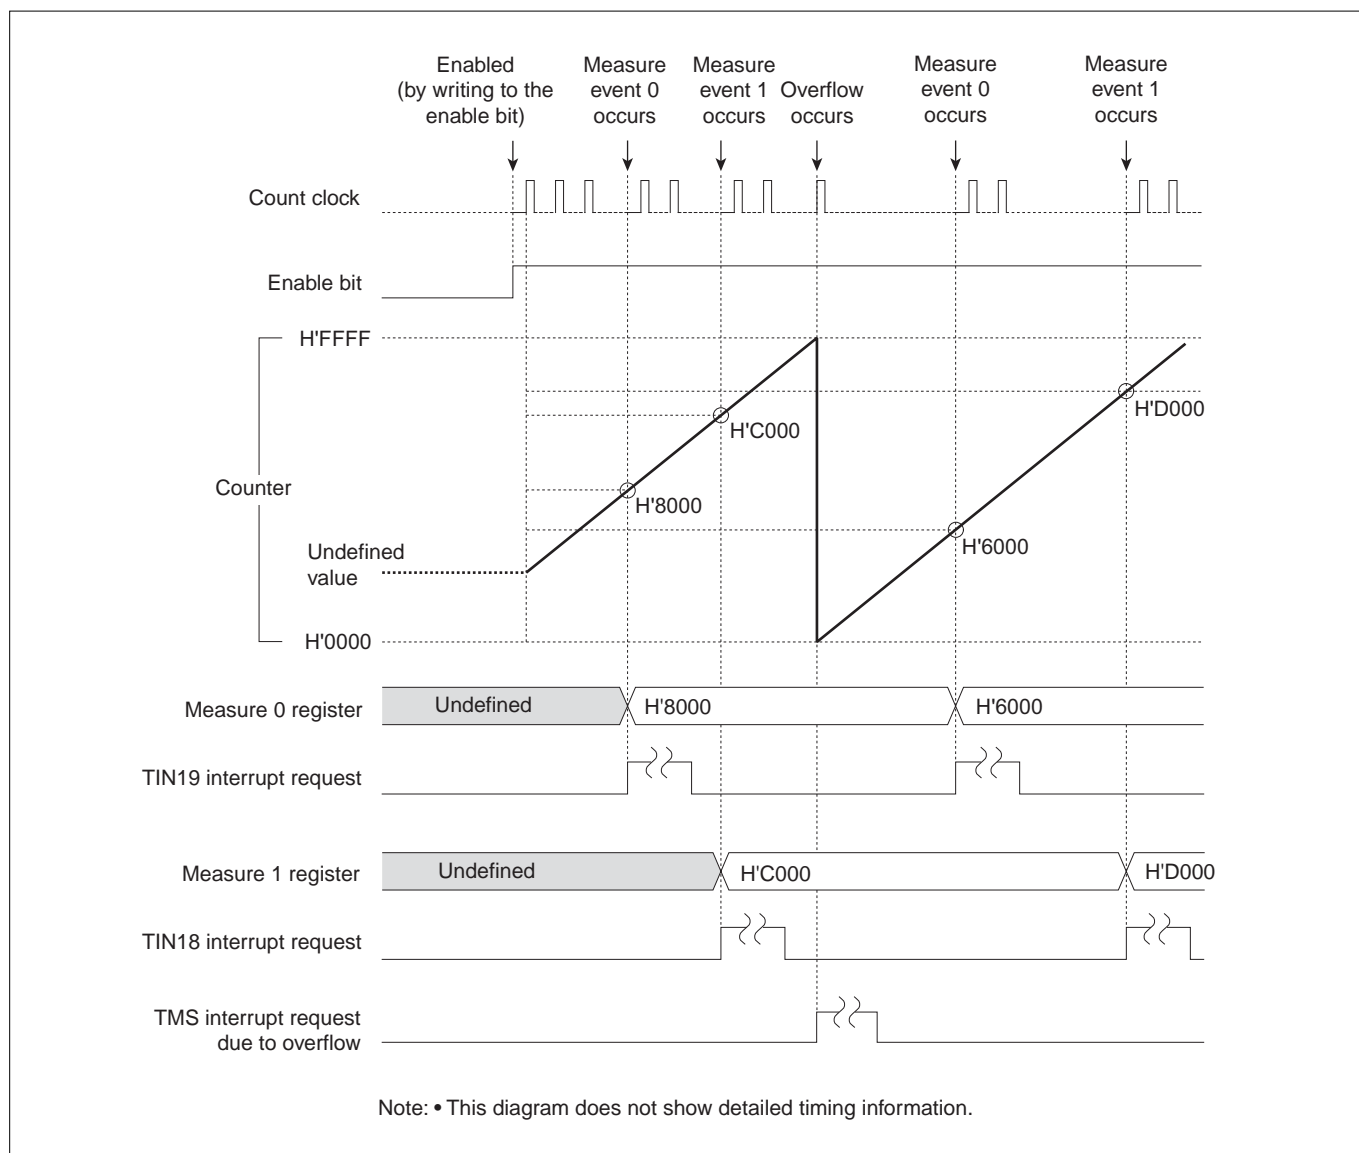 Enabled
(by writing to the
enable bit)
Measure
event 0
occurs
Measure
event 1
occurs
Overflow
occurs
Measure
event 0
occurs
Measure
event 1
occurs
Count clock
Enable bit
H'FFFF
H'D000
H'C000
Counter
H'8000
H'6000
Undefined
value
H'0000
Measure 0 register
Undefined
H'8000
H'6000
TIN19 interrupt request
Measure 1 register
Undefined
H'C000
H'D000
TIN18 interrupt request
TMS interrupt request
due to overflow
Note: • This diagram does not show detailed timing information.